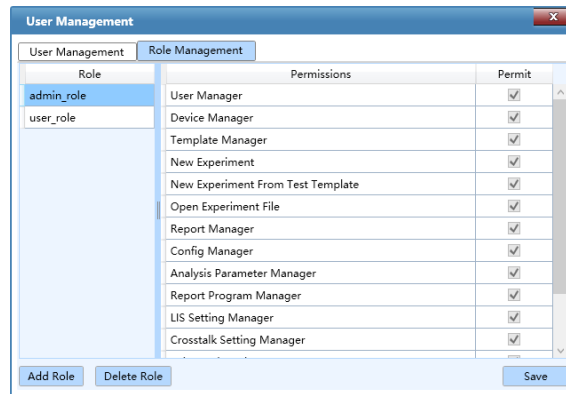 User Management
x
User Management Role Management
Role Permissions Permit
admin_role User Manager
user_role Device Manager
Template Manager
New Experiment
New Experiment From Test Template
Open Experiment File
Report Manager
Config Manager
Analysis Parameter Manager
Report Program Manager
LIS Setting Manager
Crosstalk Setting Manager
Add Role Delete Role Save